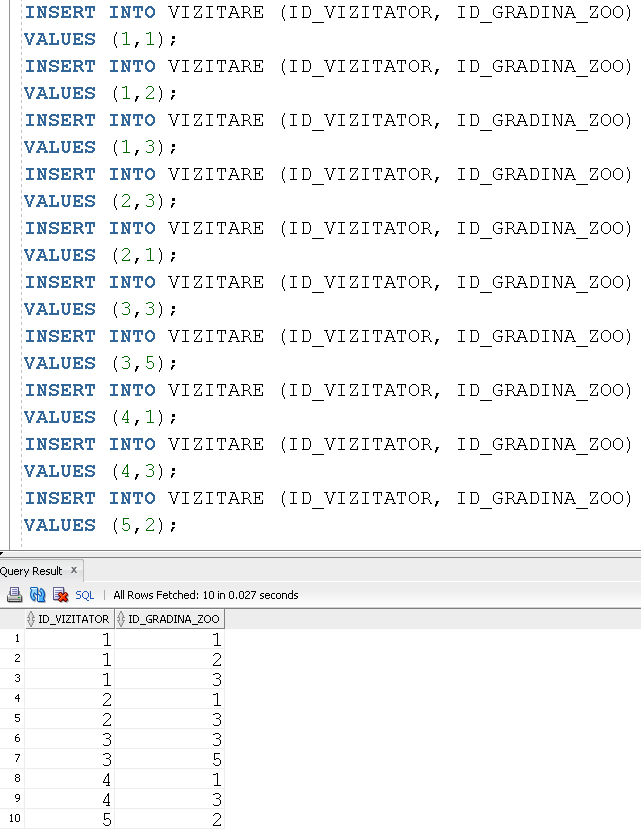 INSERT INTO VIZITARE (ID_VIZITATOR, ID_GRADINA_ZOO)
VALUES (1,1);
INSERT INTO VIZITARE (ID_VIZITATOR, ID_GRADINA_ZOO)
VALUES (1,2);
INSERT INTO VIZITARE (ID_VIZITATOR, ID_GRADINA_ZOO)
VALUES (1,3);
INSERT INTO VIZITARE (ID_VIZITATOR, ID_GRADINA_ZOO)
VALUES (2,3);
INSERT INTO VIZITARE (ID_VIZITATOR, ID_GRADINA_ZOO)
VALUES (2,1);
INSERT INTO VIZITARE (ID_VIZITATOR, ID_GRADINA_ZOO)
VALUES (3,3);
INSERT INTO VIZITARE (ID_VIZITATOR, ID_GRADINA_ZOO)
VALUES (3,5);
INSERT INTO VIZITARE (ID_VIZITATOR, ID_GRADINA_ZOO)
VALUES (4,1);
INSERT INTO VIZITARE (ID_VIZITATOR, ID_GRADINA_ZOO)
VALUES (4,3);
INSERT INTO VIZITARE (ID_VIZITATOR, ID_GRADINA_ZOO)
VALUES (5,2);
Query Result x
SQL | All Rows Fetched: 10 in 0.027 seconds
ID_VIZITATOR ID_GRADINA_ZOO
1 1 1
2 1 2
3 1 3
4 2 1
5 2 3
6 3 3
7 3 5
8 4 1
9 4 3
10 5 2